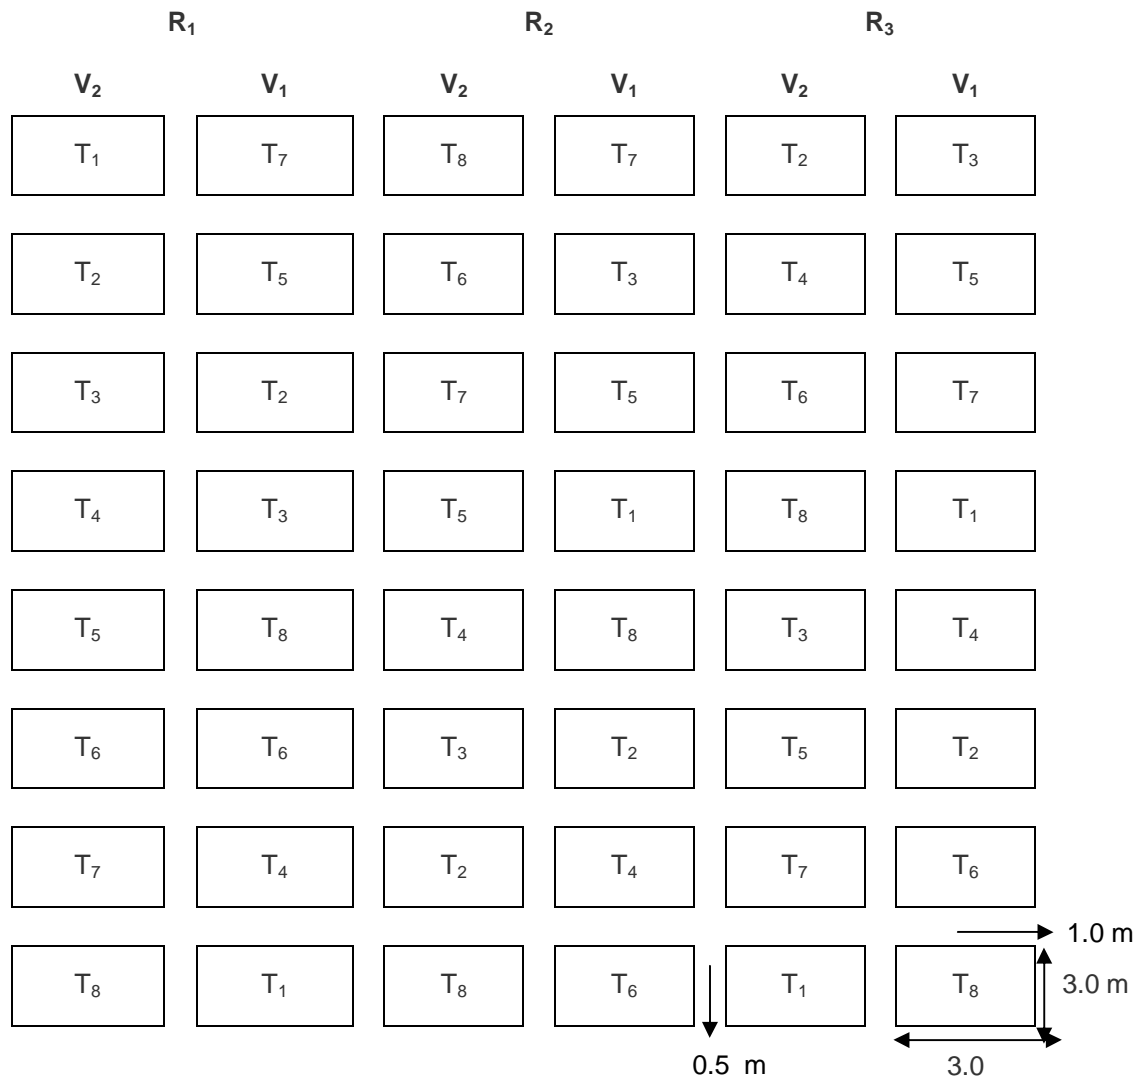 R₁ R₂ R₃
V₂ V₁ V₂ V₁ V₂ V₁
T₁ T₇ T₈ T₇ T₂ T₃
T₂ T₅ T₆ T₃ T₄ T₅
T₃ T₂ T₇ T₅ T₆ T₇
T₄ T₃ T₅ T₁ T₈ T₁
T₅ T₈ T₄ T₈ T₃ T₄
T₆ T₆ T₃ T₂ T₅ T₂
T₇ T₄ T₂ T₄ T₇ T₆
1.0 m
T₈ T₁ T₈ T₆ T₁ T₈ 3.0 m
0.5 m 3.0